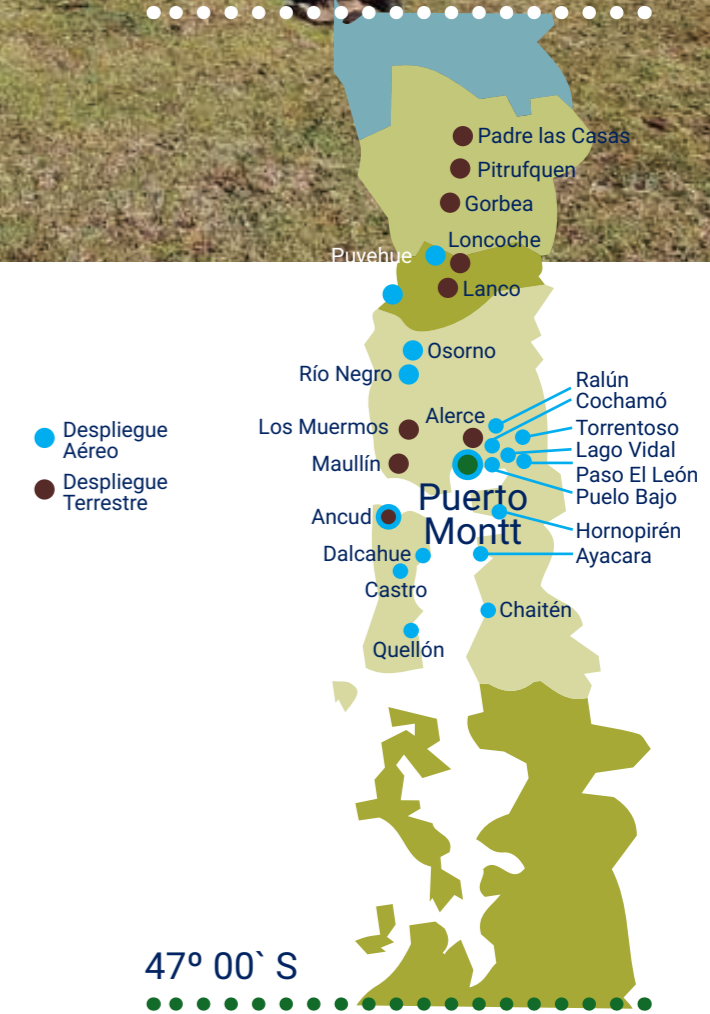 Padre las Casas
Pitrufquen
Gorbea
Loncoche
Puyehue
Lanco
Osorno
Río Negro
Ralún
Cochamó
Alerce
Los Muermos
Torrentoso
Despliegue
Aéreo
Lago Vidal
Maullín
Paso El León
Despliegue
Terrestre
Puelo Bajo
Puerto
Montt
Ancud
Hornopirén
Dalcahue
Ayacara
Castro
Chaitén
Quellón
47º 00` S